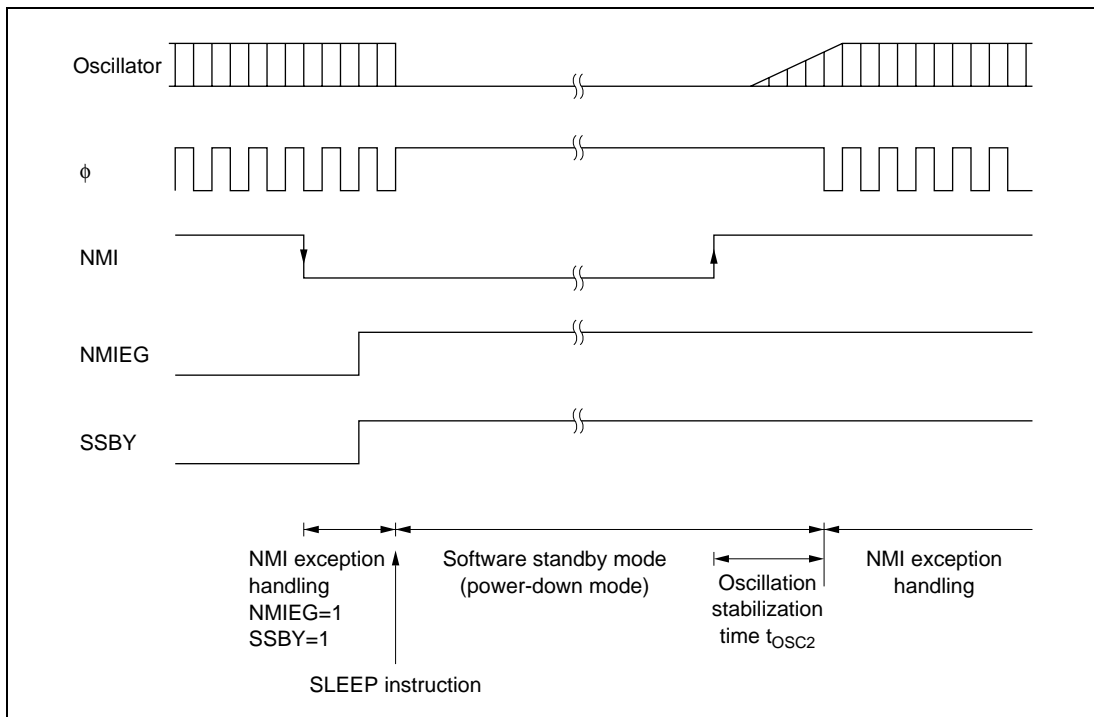 Oscillator
ϕ
NMI
NMIEG
SSBY
NMI exception
handling
NMIEG=1
SSBY=1
Software standby mode
(power-down mode)
Oscillation
stabilization
time tOSC2
NMI exception
handling
SLEEP instruction